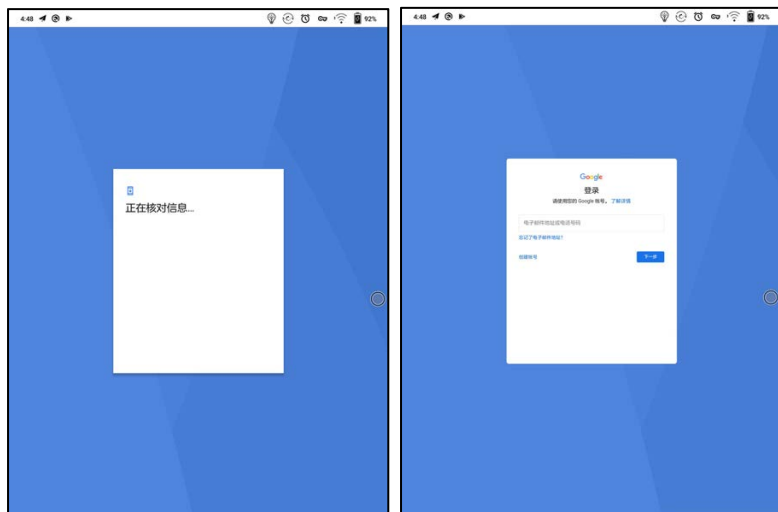 4:48
92%
正在核对信息...
4:48
92%
Google
登录
请使用您的 Google 账号。 了解详情
电子邮件地址或电话号码
忘记了电子邮件地址?
创建账号
下一步